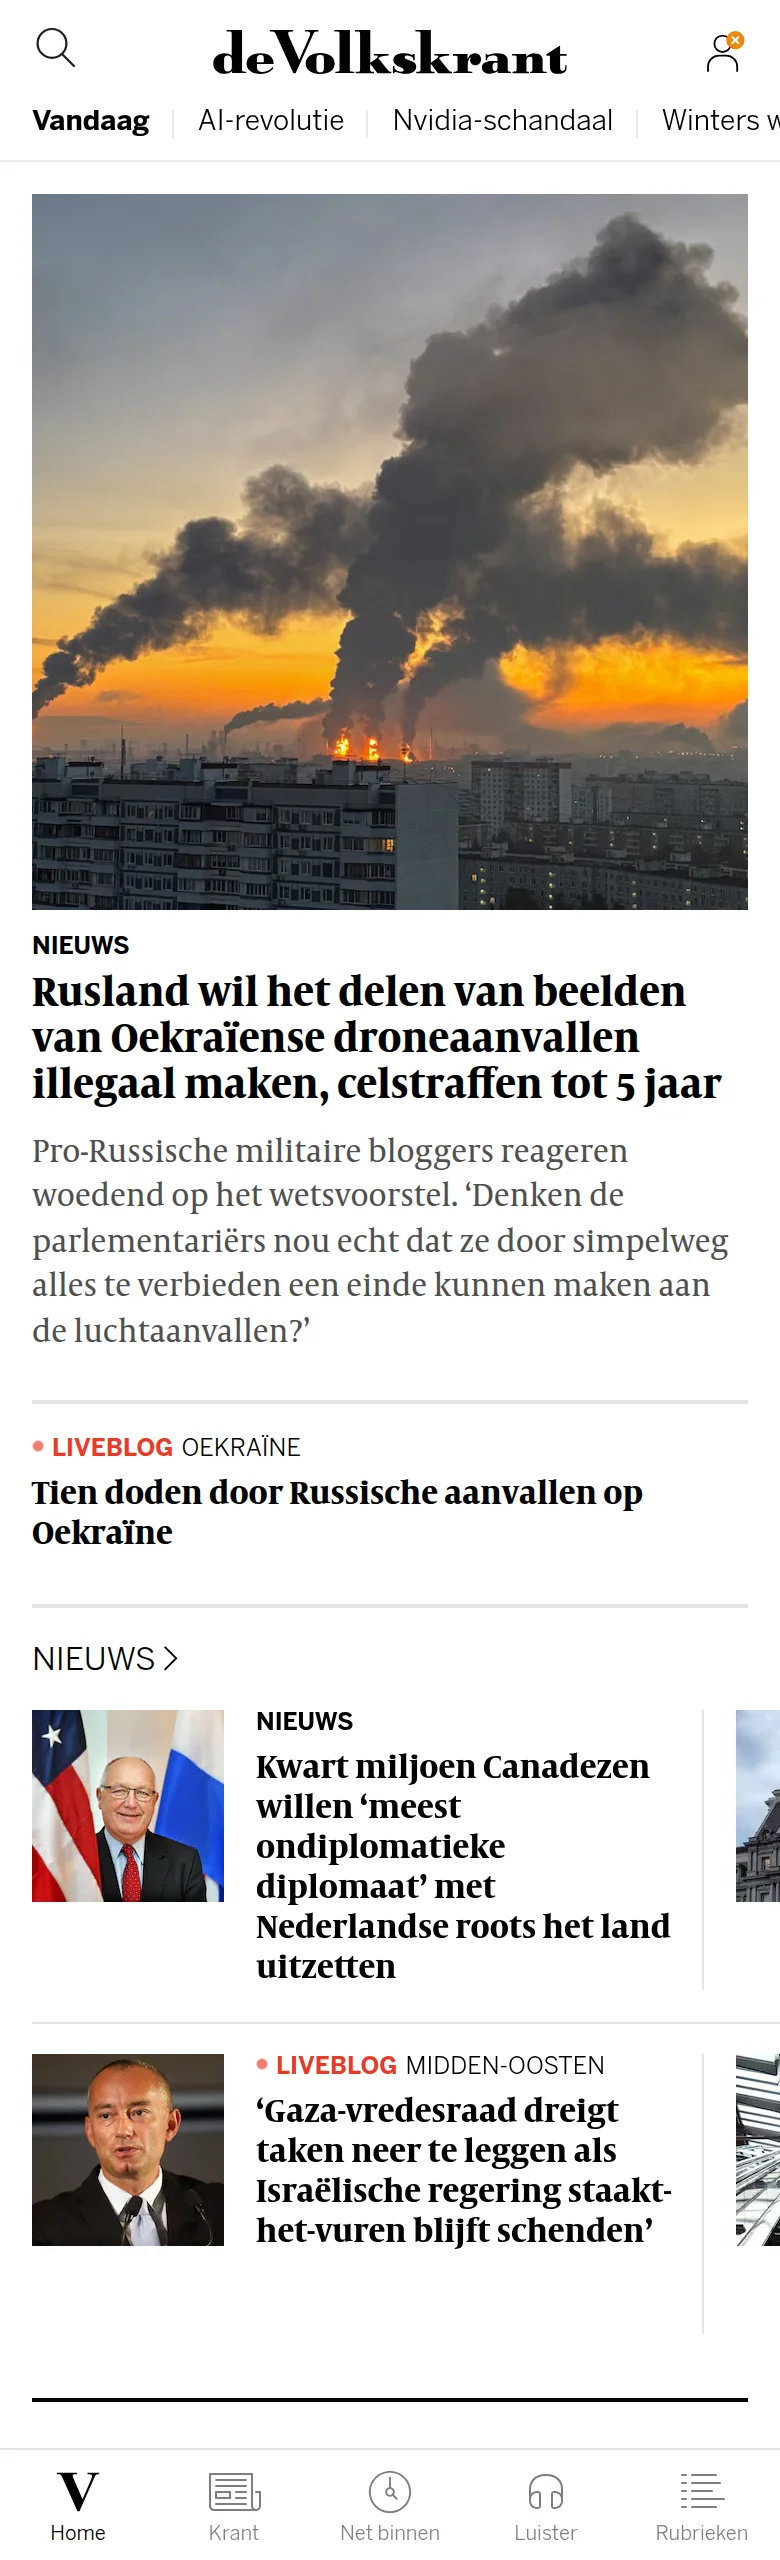 deVolkskrant
Vandaag
AI-revolutie
Nvidia-schandaal
Winters w
NIEUWS
Rusland wil het delen van beelden
van Oekraïense droneaanvallen
illegaal maken, celstraffen tot 5 jaar
Pro-Russische militaire bloggers reageren
woedend op het wetsvoorstel. ‘Denken de
parlementariërs nou echt dat ze door simpelweg
alles te verbieden een einde kunnen maken aan
de luchtaanvallen?’
LIVEBLOG OEKRAÏNE
Tien doden door Russische aanvallen op
Oekraïne
NIEUWS
NIEUWS
Kwart miljoen Canadezen
willen ‘meest
ondiplomatieke
diplomaat’ met
Nederlandse roots het land
uitzetten
LIVEBLOG MIDDEN-OOSTEN
‘Gaza-vredesraad dreigt
taken neer te leggen als
Israëlische regering staakt-
het-vuren blijft schenden’
V
Home
Krant
Net binnen
Luister
Rubrieken